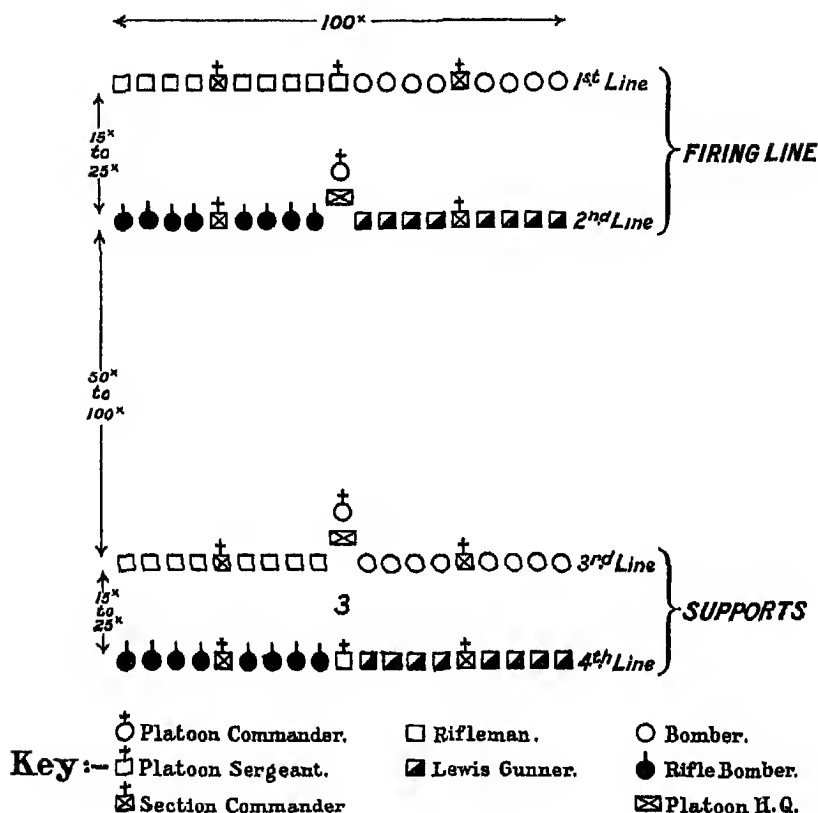 100ˣ
1st Line
15ˣ
to
25ˣ
FIRING LINE
2nd Line
50ˣ
to
100ˣ
3rd Line
15ˣ
to
25ˣ
3
SUPPORTS
4th Line
Key:-
Platoon Commander. Rifleman. Bomber.
Platoon Sergeant. Lewis Gunner. Rifle Bomber.
Section Commander Platoon H.Q.